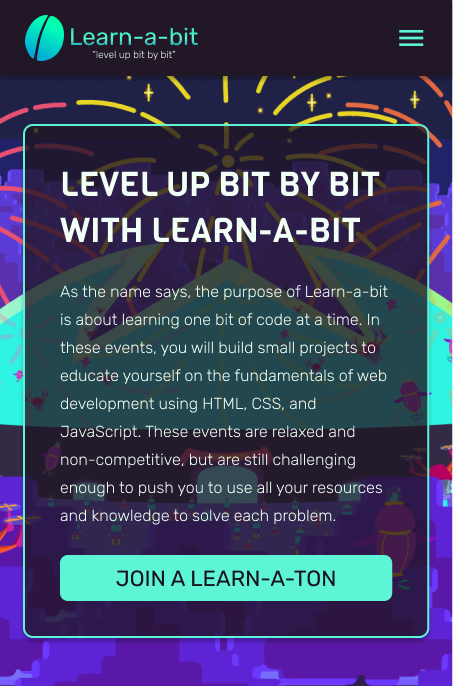 Learn-a-bit
"level up bit by bit"
LEVEL UP BIT BY BIT
WITH LEARN-A-BIT
As the name says, the purpose of Learn-a-bit
is about learning one bit of code at a time. In
these events, you will build small projects to
educate yourself on the fundamentals of web
development using HTML, CSS, and
JavaScript. These events are relaxed and
non-competitive, but are still challenging
enough to push you to use all your resources
and knowledge to solve each problem.
JOIN A LEARN-A-TON